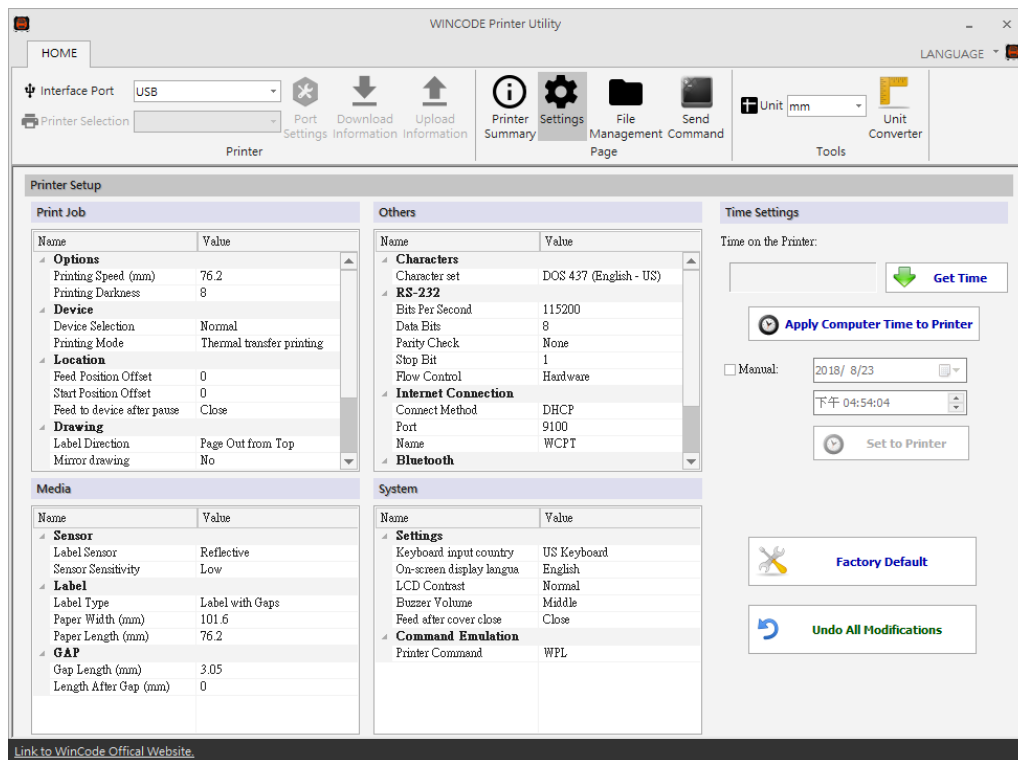 WINCODE Printer Utility
HOME
LANGUAGE
Interface Port USB
Printer Selection
Port Settings
Download Information
Upload Information
Printer
Printer Summary
Settings
File Management
Send Command
Page
Unit mm
Unit Converter
Tools
Printer Setup
Print Job
Name Value
Options
Printing Speed (mm) 76.2
Printing Darkness 8
Device
Device Selection Normal
Printing Mode Thermal transfer printing
Location
Feed Position Offset 0
Start Position Offset 0
Feed to device after pause Close
Drawing
Label Direction Page Out from Top
Mirror drawing No
Others
Name Value
Characters
Character set DOS 437 (English - US)
RS-232
Bits Per Second 115200
Data Bits 8
Parity Check None
Stop Bit 1
Flow Control Hardware
Internet Connection
Connect Method DHCP
Port 9100
Name WCPT
Bluetooth
Time Settings
Time on the Printer:
Get Time
Apply Computer Time to Printer
Manual: 2018/ 8/23
下午 04:54:04
Set to Printer
Media
Name Value
Sensor
Label Sensor Reflective
Sensor Sensitivity Low
Label
Label Type Label with Gaps
Paper Width (mm) 101.6
Paper Length (mm) 76.2
GAP
Gap Length (mm) 3.05
Length After Gap (mm) 0
System
Name Value
Settings
Keyboard input country US Keyboard
On-screen display langua English
LCD Contrast Normal
Buzzer Volume Middle
Feed after cover close Close
Command Emulation
Printer Command WPL
Factory Default
Undo All Modifications
Link to WinCode Offical Website.